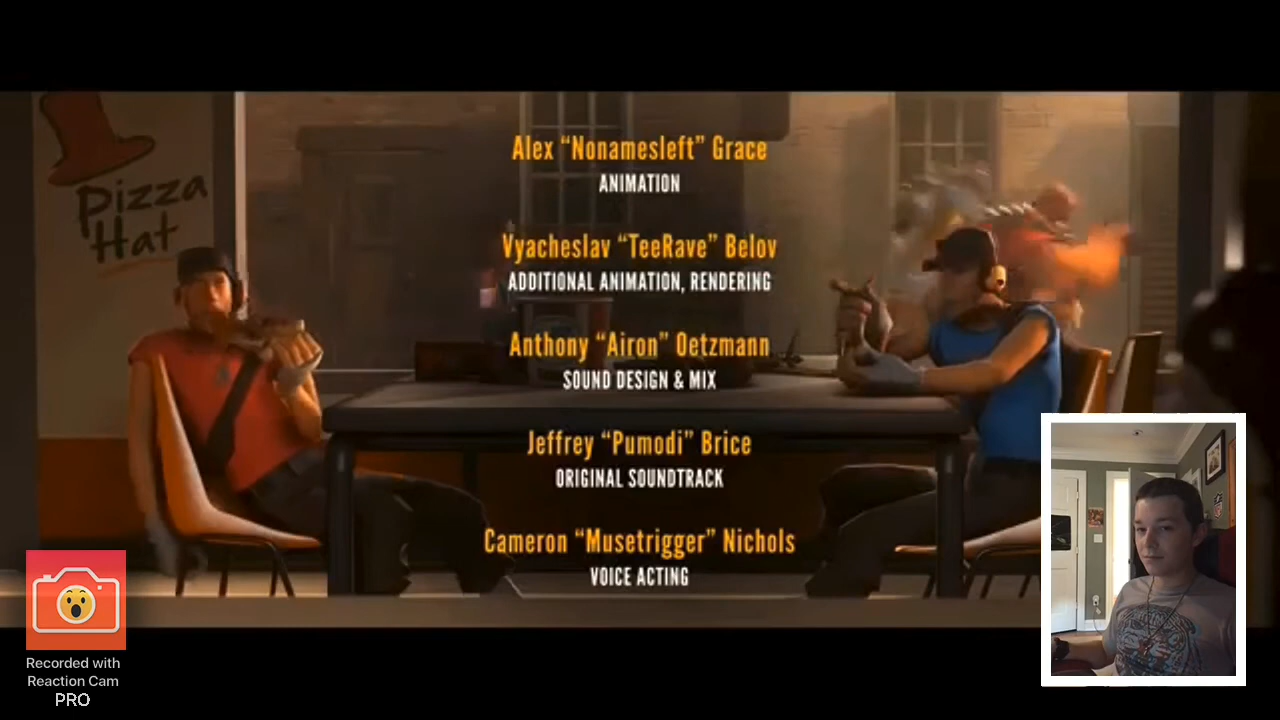 Pizza
Hat
Alex “Nonamesleft” Grace
ANIMATION
Vyacheslav “TeeRave” Belov
ADDITIONAL ANIMATION, RENDERING
Anthony “Airon” Oetzmann
SOUND DESIGN & MIX
Jeffrey “Pumodi” Brice
ORIGINAL SOUNDTRACK
Cameron “Musetrigger” Nichols
VOICE ACTING
Recorded with
Reaction Cam
PRO